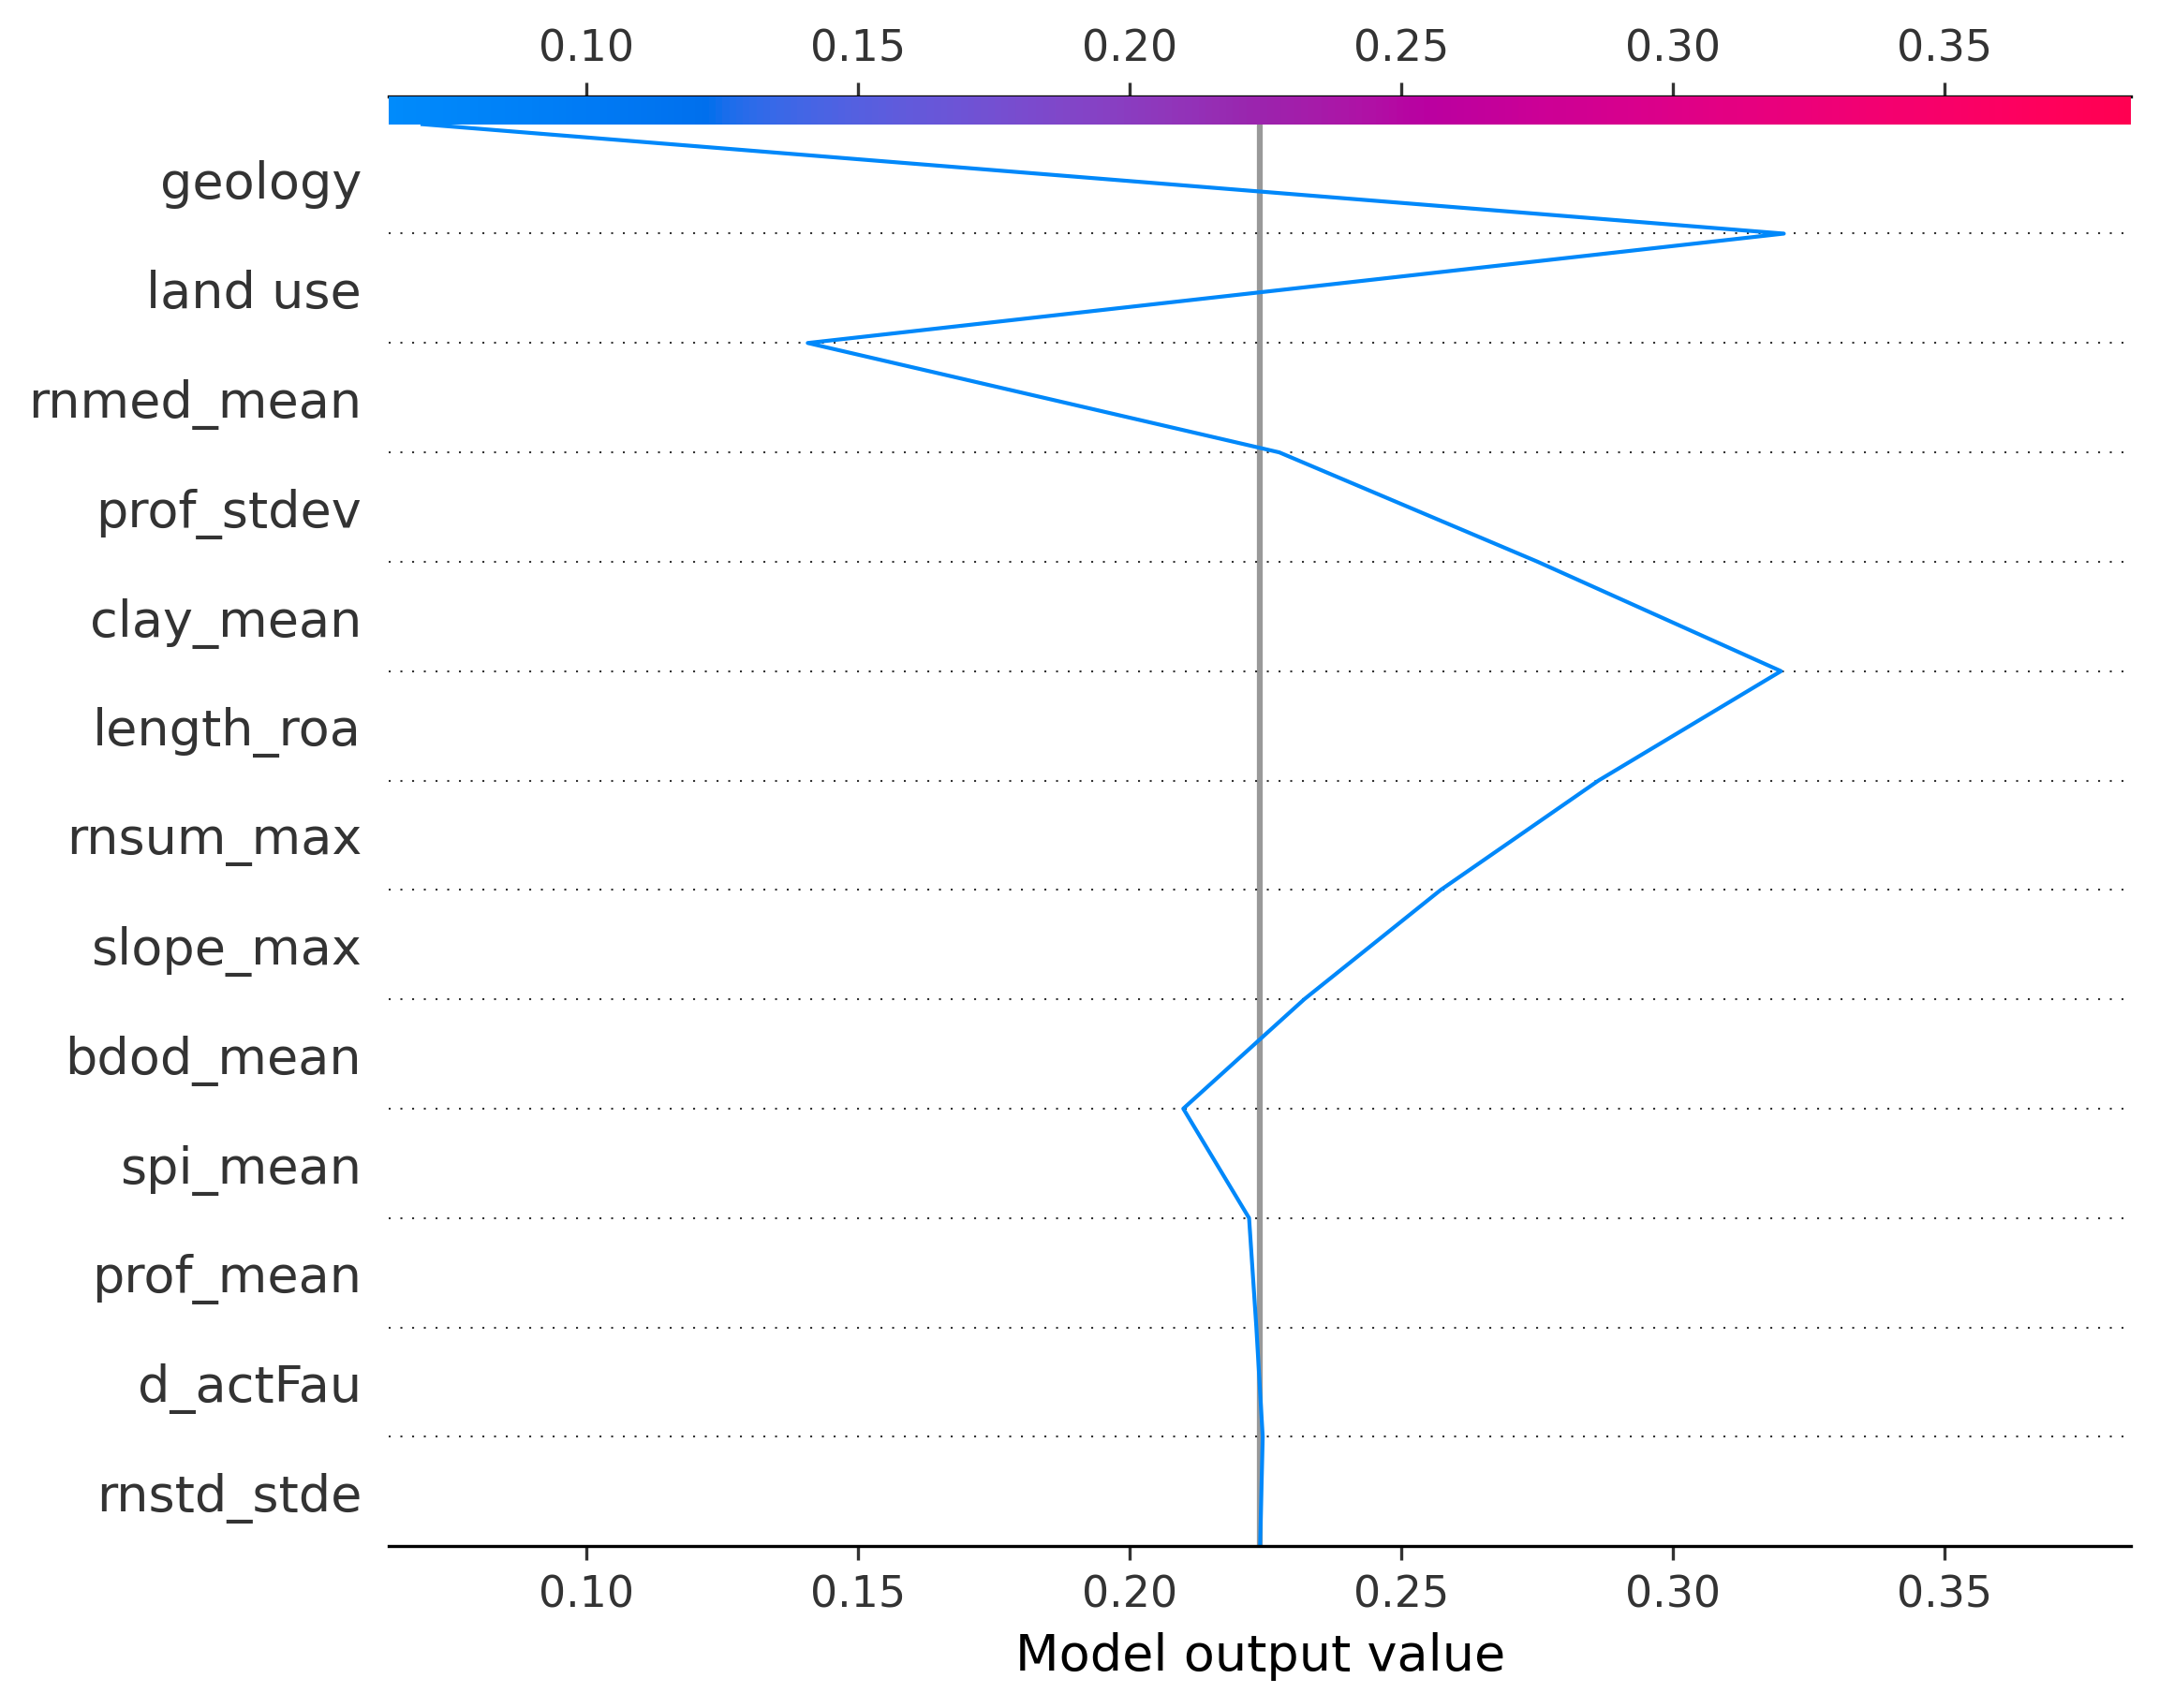 0.10 0.15 0.20 0.25 0.30 0.35
geology
land use
rnmed_mean
prof_stdev
clay_mean
length_roa
rnsum_max
slope_max
bdod_mean
spi_mean
prof_mean
d_actFau
rnstd_stde
0.10 0.15 0.20 0.25 0.30 0.35
Model output value